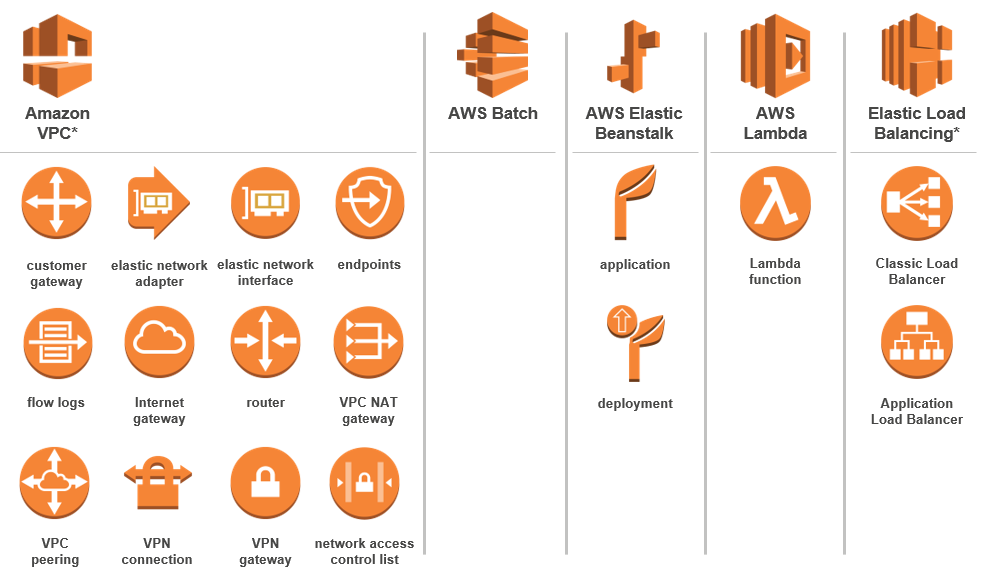 Amazon
VPC*
AWS Batch
AWS Elastic
Beanstalk
AWS
Lambda
Elastic Load
Balancing*
customer
gateway
elastic network
adapter
elastic network
interface
endpoints
application
Lambda
function
Classic Load
Balancer
flow logs
Internet
gateway
router
VPC NAT
gateway
deployment
Application
Load Balancer
VPC
peering
VPN
connection
VPN
gateway
network access
control list